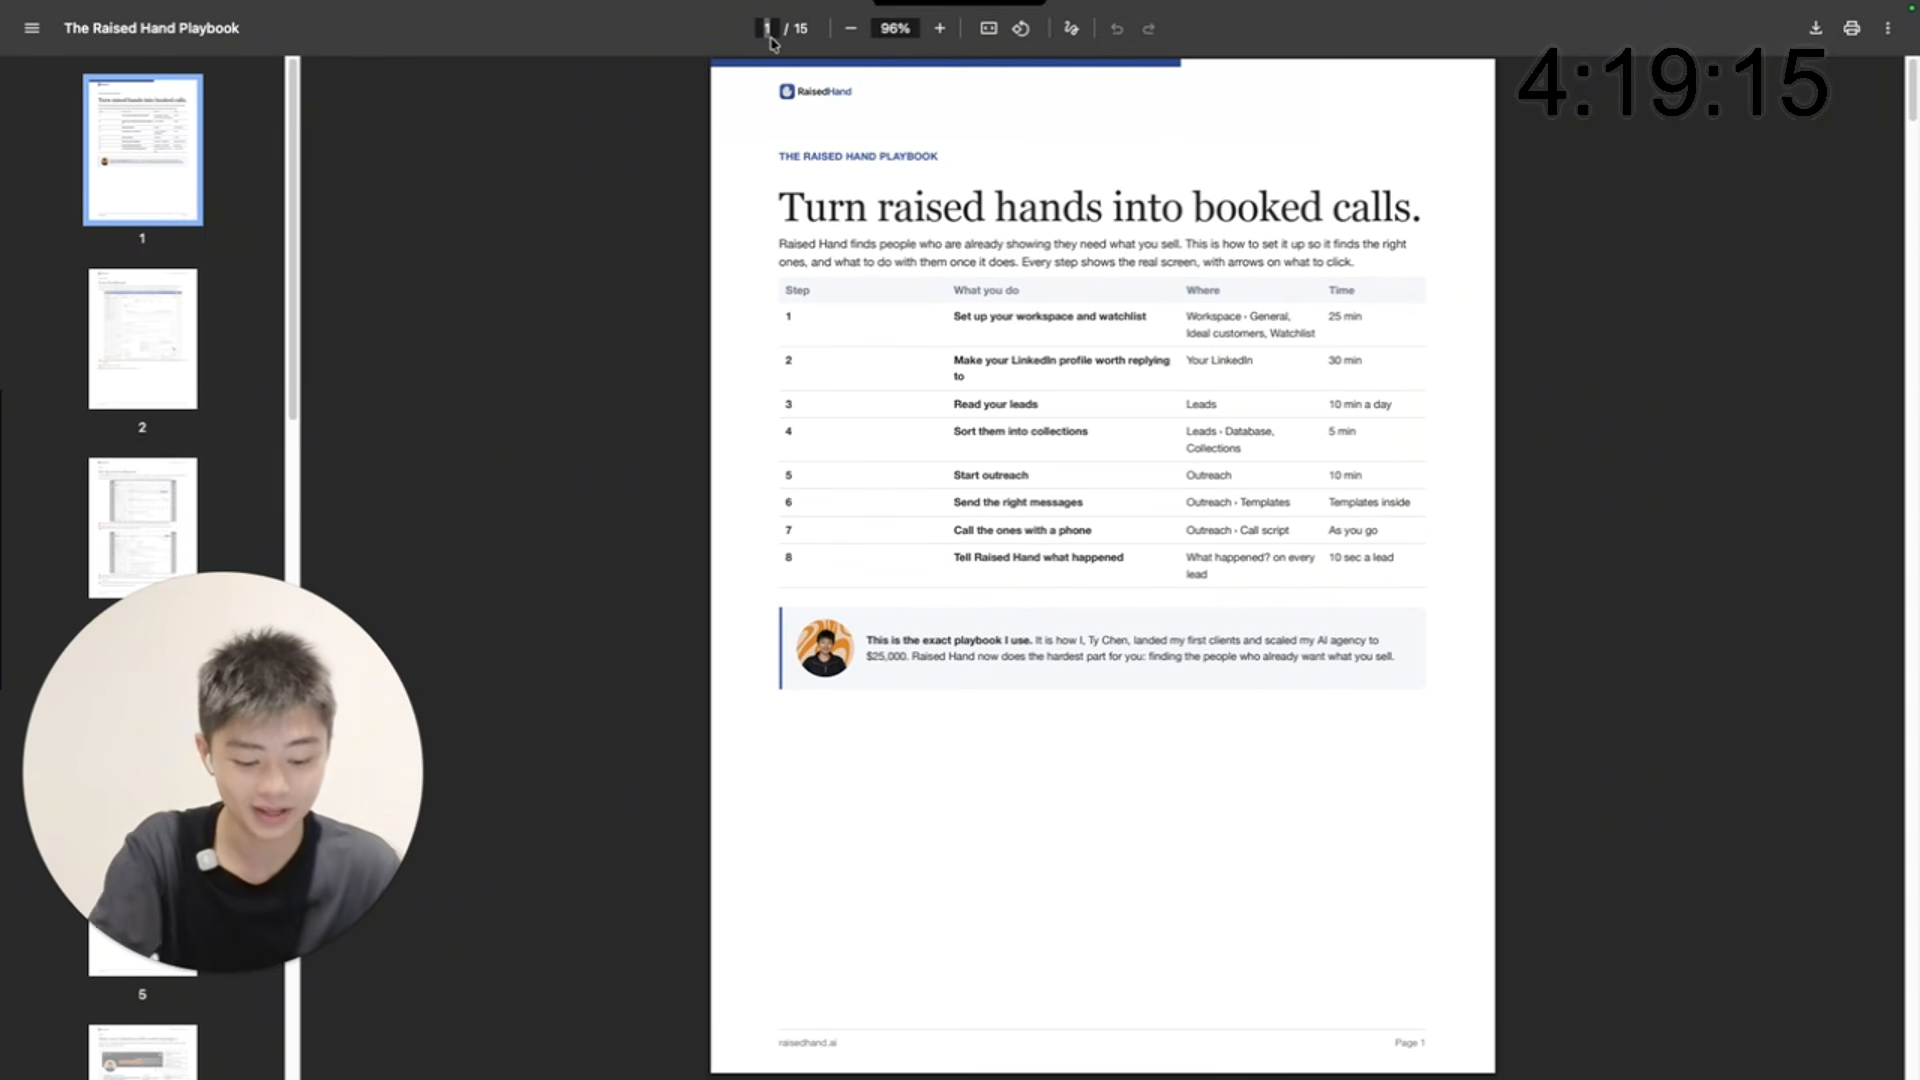 The Raised Hand Playbook
1 / 15
96%
4:19:15
RaisedHand
THE RAISED HAND PLAYBOOK
Turn raised hands into booked calls.
Raised Hand finds people who are already showing they need what you sell. This is how to set it up so it finds the right
ones, and what to do with them once it does. Every step shows the real screen, with arrows on what to click.
Step What you do Where Time
1 Set up your workspace and watchlist Workspace › General, 25 min
Ideal customers, Watchlist
2 Make your LinkedIn profile worth replying Your LinkedIn 30 min
to
3 Read your leads Leads 10 min a day
4 Sort them into collections Leads › Database, 5 min
Collections
5 Start outreach Outreach 10 min
6 Send the right messages Outreach › Templates Templates inside
7 Call the ones with a phone Outreach › Call script As you go
8 Tell Raised Hand what happened What happened? on every 10 sec a lead
lead
This is the exact playbook I use. It is how I, Ty Chen, landed my first clients and scaled my AI agency to
$25,000. Raised Hand now does the hardest part for you: finding the people who already want what you sell.
raisedhand.ai Page 1
Turn raised hands into booked calls.
1
2
5